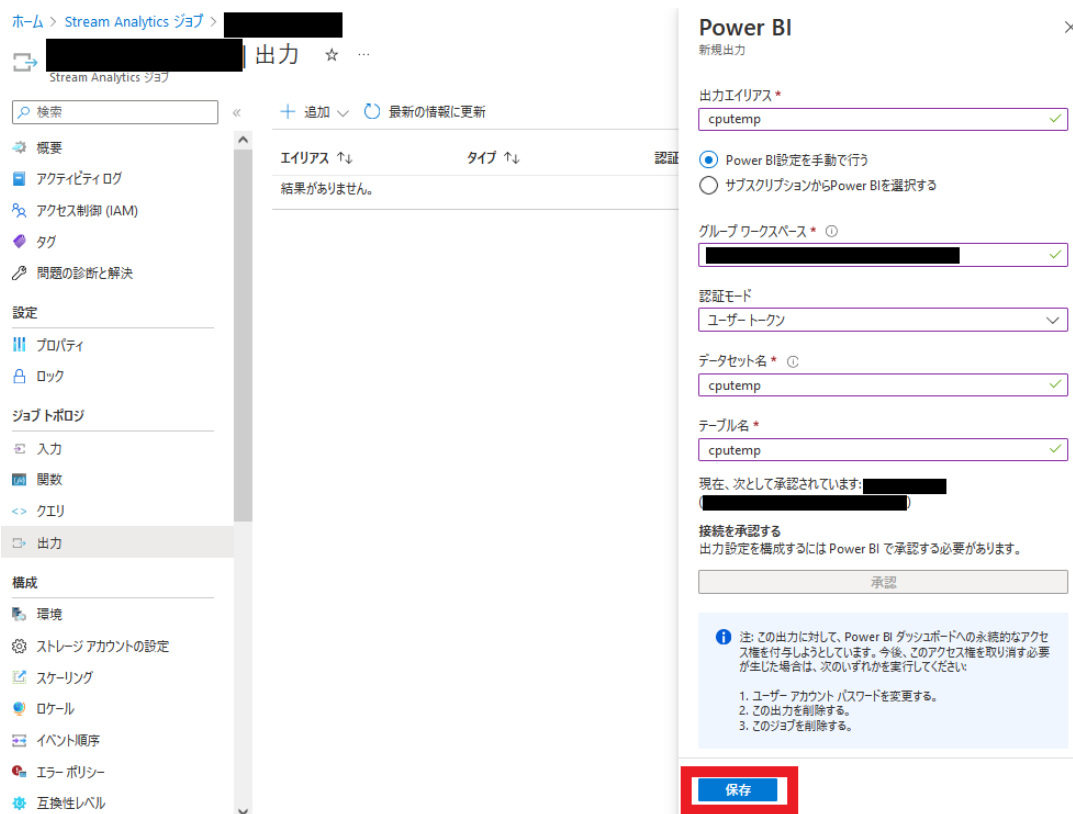 ホーム > Stream Analytics ジョブ >
| 出力 ☆ …
Stream Analytics ジョブ
検索
«
概要
アクティビティ ログ
アクセス制御 (IAM)
タグ
問題の診断と解決
設定
プロパティ
ロック
ジョブ トポロジ
入力
関数
クエリ
出力
構成
環境
ストレージ アカウントの設定
スケーリング
ロケール
イベント順序
エラー ポリシー
互換性レベル
+ 追加 最新の情報に更新
エイリアス ↑↓ タイプ ↑↓ 認証
結果がありません。
Power BI
新規出力
出力エイリアス *
cputemp
Power BI設定を手動で行う
サブスクリプションからPower BIを選択する
グループ ワークスペース *
認証モード
ユーザー トークン
データセット名 *
cputemp
テーブル名 *
cputemp
現在、次として承認されています:
( )
接続を承認する
出力設定を構成するには Power BI で承認する必要があります。
承認
注: この出力に対して、Power BI ダッシュボードへの永続的なアクセ
ス権を付与しようとしています。今後、このアクセス権を取り消す必要
が生じた場合は、次のいずれかを実行してください:
1. ユーザー アカウント パスワードを変更する。
2. この出力を削除する。
3. このジョブを削除する。
保存